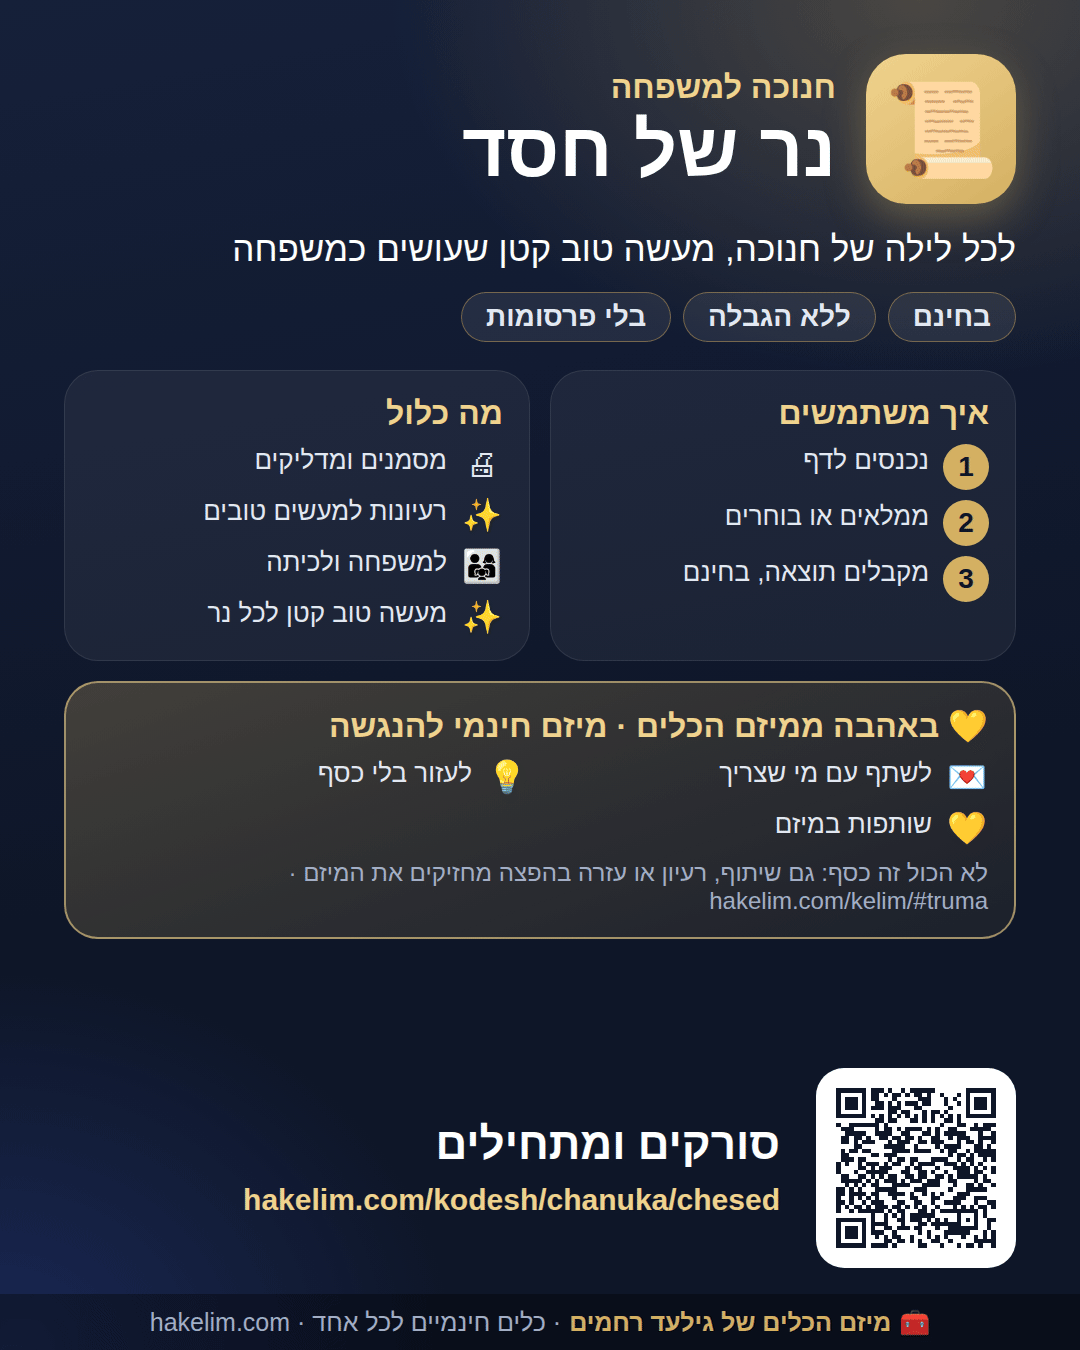 חנוכה למשפחה
נר של חסד
לכל לילה של חנוכה, מעשה טוב קטן שעושים כמשפחה
בחינם
ללא הגבלה
בלי פרסומות
איך משתמשים
1 נכנסים לדף
2 ממלאים או בוחרים
3 מקבלים תוצאה, בחינם
מה כלול
מסמנים ומדליקים
רעיונות למעשים טובים
למשפחה ולכיתה
מעשה טוב קטן לכל נר
באהבה ממיזם הכלים · מיזם חינמי להנגשה
לשתף עם מי שצריך
לעזור בלי כסף
שותפות במיזם
לא הכול זה כסף: גם שיתוף, רעיון או עזרה בהפצה מחזיקים את המיזם ·
hakelim.com/kelim/#truma
סורקים ומתחילים
hakelim.com/kodesh/chanuka/chesed
מיזם הכלים של גילעד רחמים · כלים חינמיים לכל אחד · hakelim.com